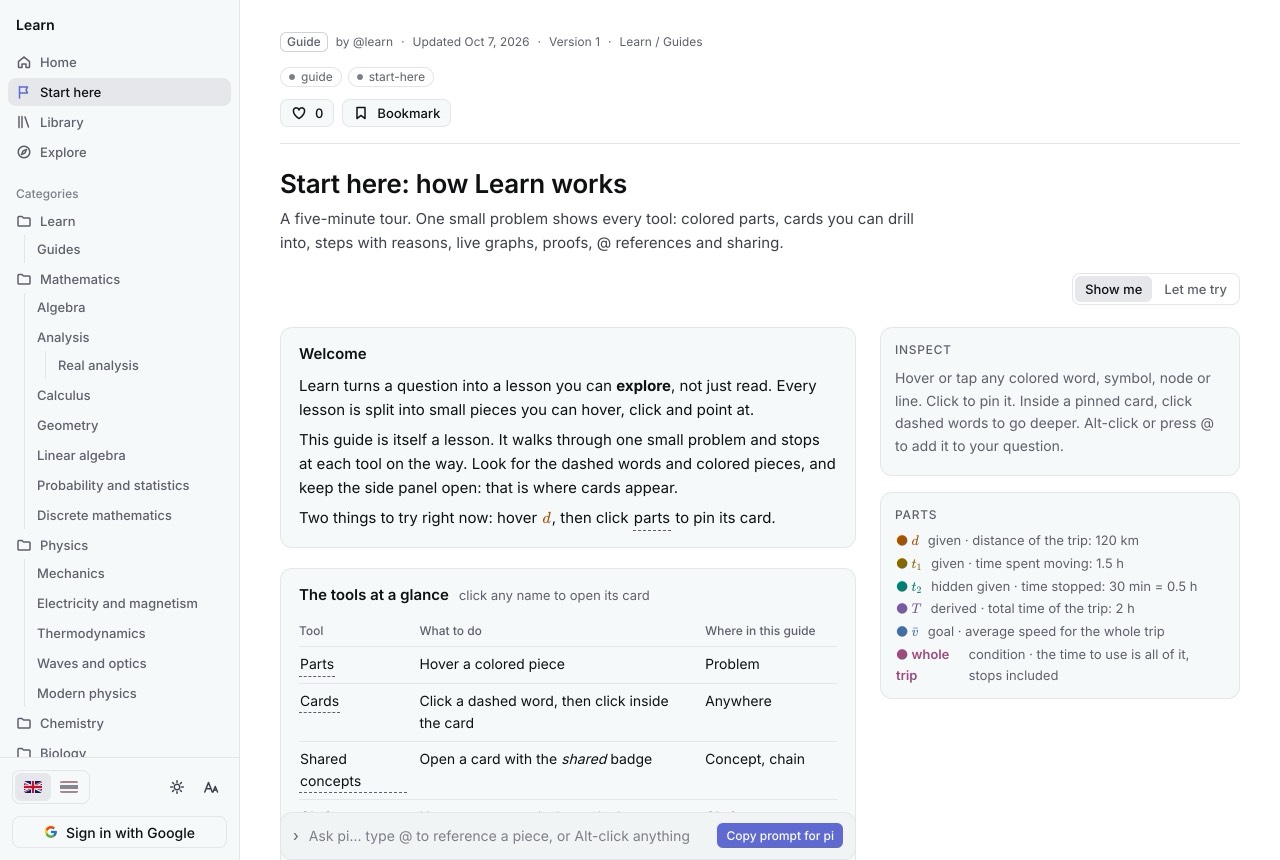 Learn
Home
Start here
Library
Explore
Categories
Learn
Guides
Mathematics
Algebra
Analysis
Real analysis
Calculus
Geometry
Linear algebra
Probability and statistics
Discrete mathematics
Physics
Mechanics
Electricity and magnetism
Thermodynamics
Waves and optics
Modern physics
Chemistry
Biology
Sign in with Google
Guide by @learn · Updated Oct 7, 2026 · Version 1 · Learn / Guides
guide start-here
0 Bookmark
Start here: how Learn works
A five-minute tour. One small problem shows every tool: colored parts, cards you can drill
into, steps with reasons, live graphs, proofs, @ references and sharing.
Show me Let me try
Welcome
Learn turns a question into a lesson you can explore, not just read. Every
lesson is split into small pieces you can hover, click and point at.
This guide is itself a lesson. It walks through one small problem and stops
at each tool on the way. Look for the dashed words and colored pieces, and
keep the side panel open: that is where cards appear.
Two things to try right now: hover d, then click parts to pin its card.
The tools at a glance click any name to open its card
Tool What to do Where in this guide
Parts Hover a colored piece Problem
Cards Click a dashed word, then click inside Anywhere
the card
Shared Open a card with the shared badge Concept, chain
concepts
› Ask pi... type @ to reference a piece, or Alt-click anything Copy prompt for pi
INSPECT
Hover or tap any colored word, symbol, node or
line. Click to pin it. Inside a pinned card, click
dashed words to go deeper. Alt-click or press @
to add it to your question.
PARTS
d given · distance of the trip: 120 km
t₁ given · time spent moving: 1.5 h
t₂ hidden given · time stopped: 30 min = 0.5 h
T derived · total time of the trip: 2 h
v̄ goal · average speed for the whole trip
whole condition · the time to use is all of it,
trip stops included